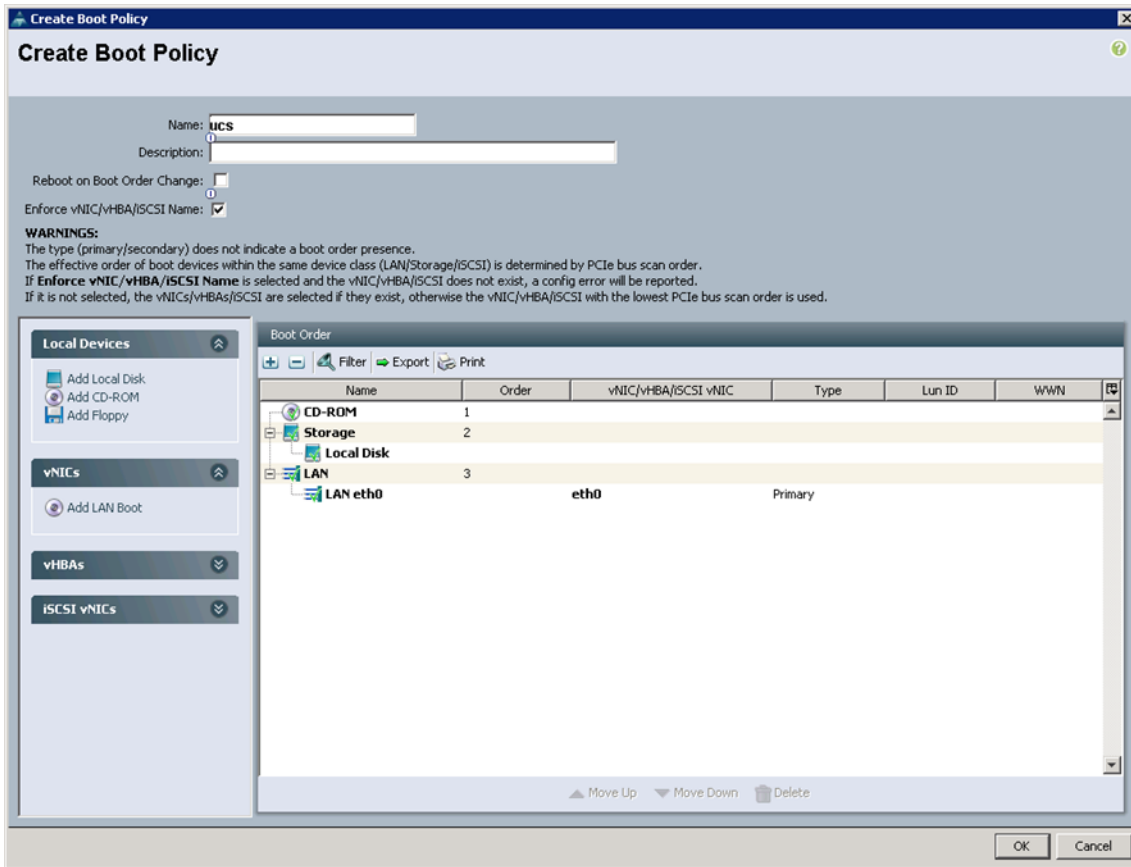 Create Boot Policy
Create Boot Policy
Name: ucs
Description:
Reboot on Boot Order Change:
Enforce vNIC/vHBA/iSCSI Name:
WARNINGS:
The type (primary/secondary) does not indicate a boot order presence.
The effective order of boot devices within the same device class (LAN/Storage/iSCSI) is determined by PCIe bus scan order.
If Enforce vNIC/vHBA/iSCSI Name is selected and the vNIC/vHBA/iSCSI does not exist, a config error will be reported.
If it is not selected, the vNICs/vHBAs/iSCSI are selected if they exist, otherwise the vNIC/vHBA/iSCSI with the lowest PCIe bus scan order is used.
Local Devices
Add Local Disk
Add CD-ROM
Add Floppy
vNICs
Add LAN Boot
vHBAs
iSCSI vNICs
Boot Order
Filter Export Print
Name Order vNIC/vHBA/iSCSI vNIC Type Lun ID WWN
CD-ROM 1
Storage 2
Local Disk
LAN 3
LAN eth0 eth0 Primary
Move Up Move Down Delete
OK Cancel